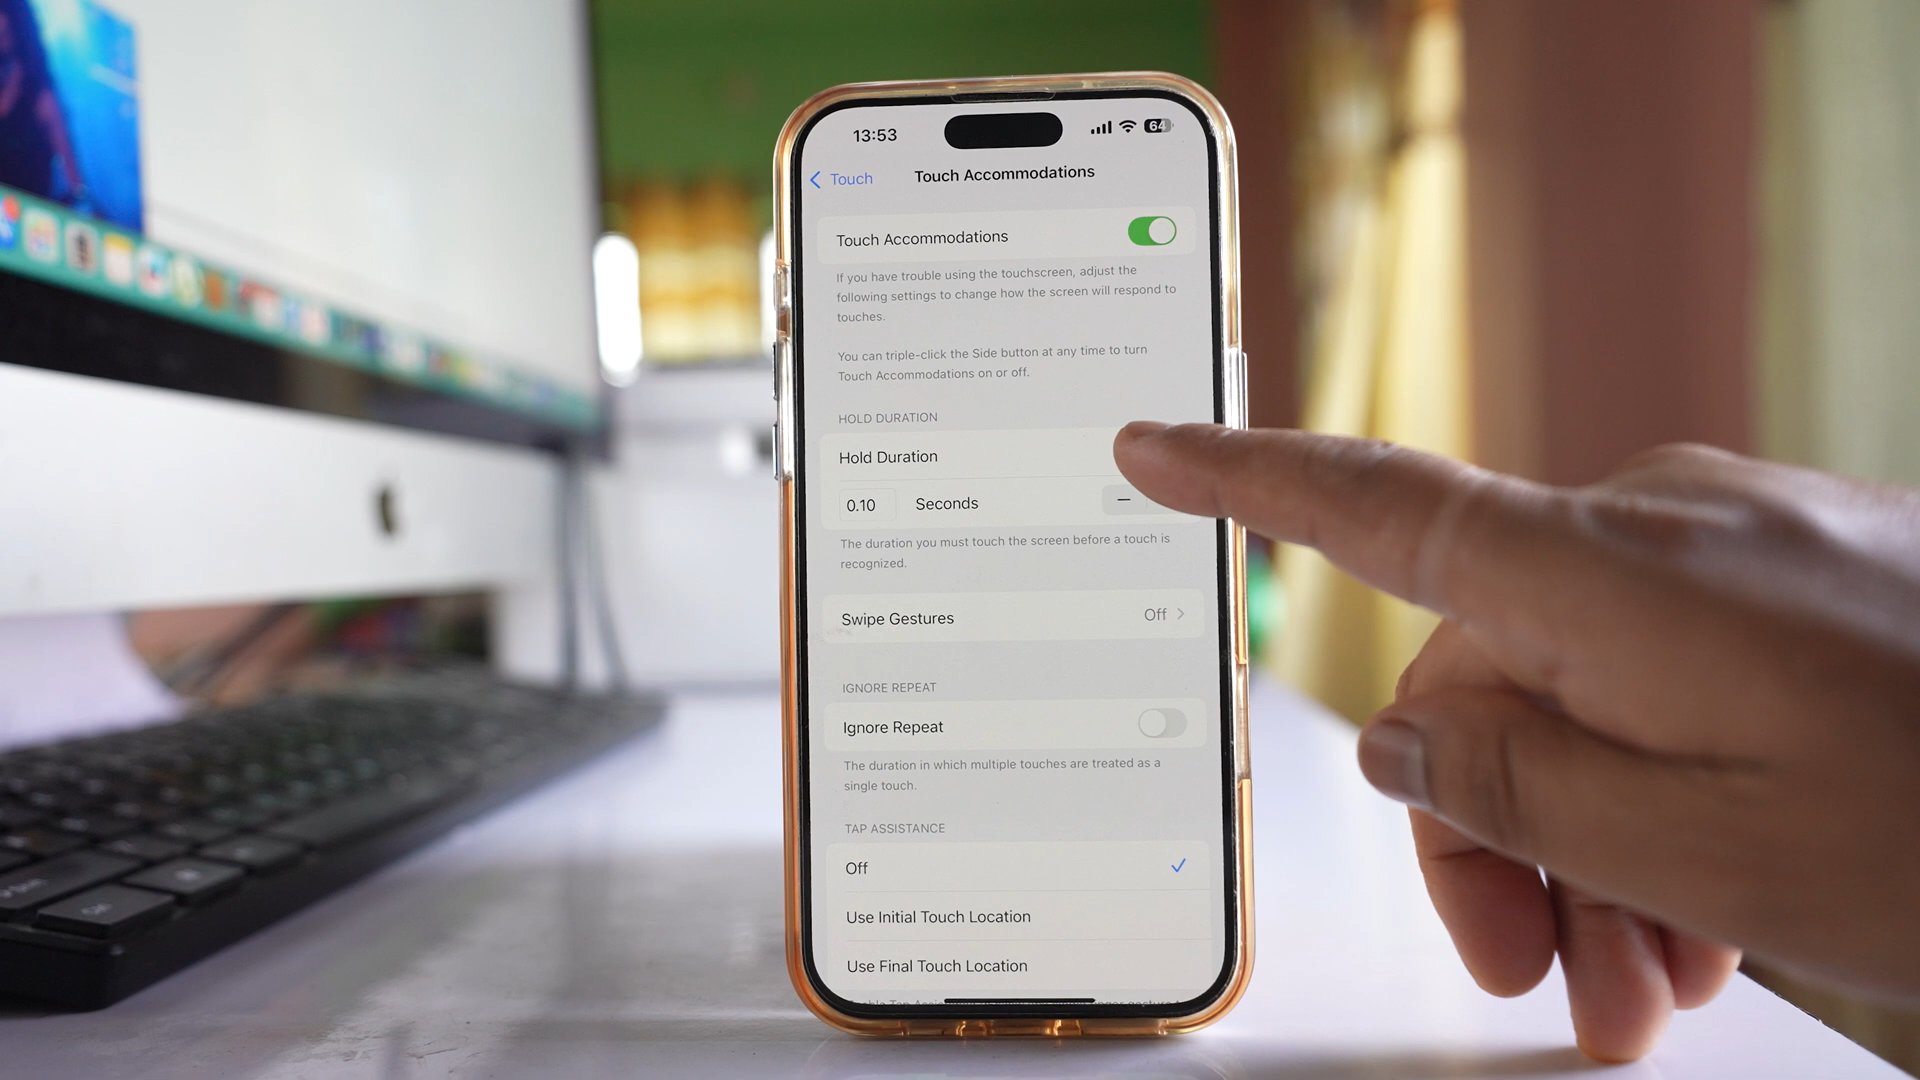 13:53
64
Touch
Touch Accommodations
Touch Accommodations
If you have trouble using the touchscreen, adjust the
following settings to change how the screen will respond to
touches.
You can triple-click the Side button at any time to turn
Touch Accommodations on or off.
HOLD DURATION
Hold Duration
0.10 Seconds −
The duration you must touch the screen before a touch is
recognized.
Swipe Gestures Off
IGNORE REPEAT
Ignore Repeat
The duration in which multiple touches are treated as a
single touch.
TAP ASSISTANCE
Off
Use Initial Touch Location
Use Final Touch Location